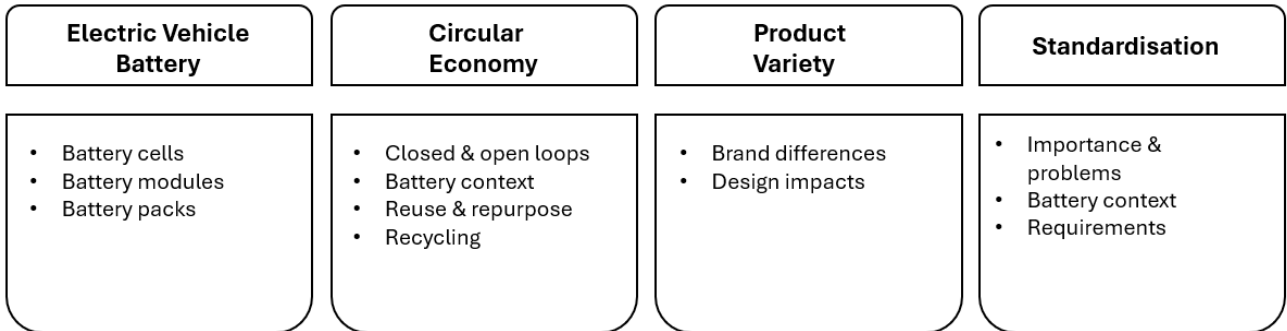 Electric Vehicle
Battery
• Battery cells
• Battery modules
• Battery packs
Circular
Economy
• Closed & open loops
• Battery context
• Reuse & repurpose
• Recycling
Product
Variety
• Brand differences
• Design impacts
Standardisation
• Importance &
problems
• Battery context
• Requirements